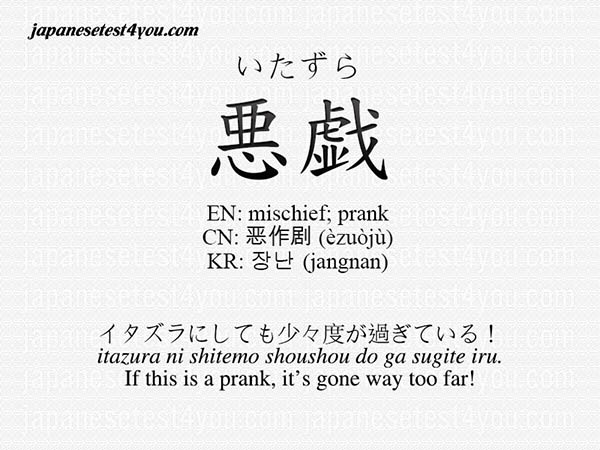 japanesetest4you.com
いたずら
悪戯
EN: mischief; prank
CN: 恶作剧 (èzuòjù)
KR: 장난 (jangnan)
イタズラにしても少々度が過ぎている！
itazura ni shitemo shoushou do ga sugite iru.
If this is a prank, it's gone way too far!